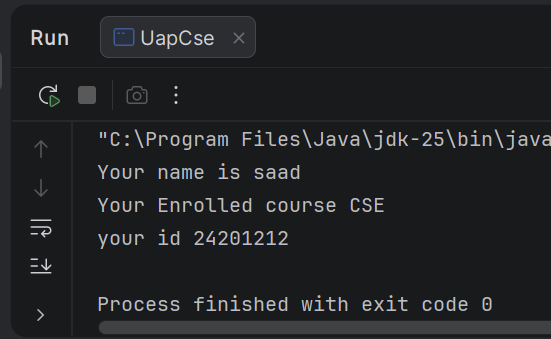 Run UapCse
"C:\Program Files\Java\jdk-25\bin\java
Your name is saad
Your Enrolled course CSE
your id 24201212
Process finished with exit code 0